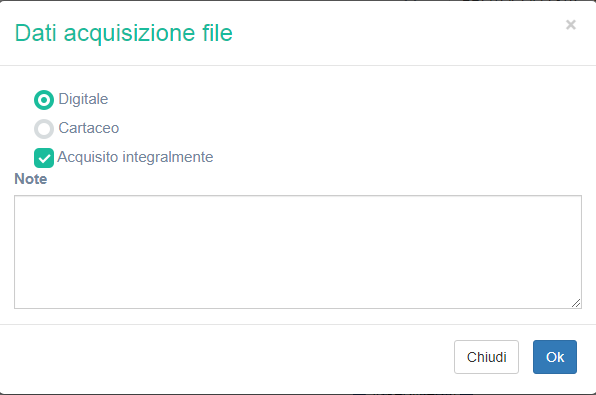 Dati acquisizione file
×
Digitale
Cartaceo
Acquisito integralmente
Note
Chiudi
Ok